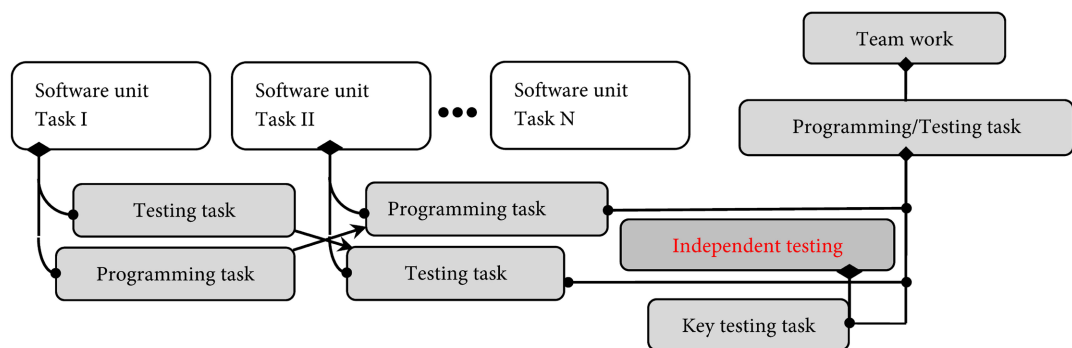 Team work
Software unit
Task I
Software unit
Task II
Software unit
Task N
Programming/Testing task
Testing task
Programming task
Independent testing
Programming task
Testing task
Key testing task